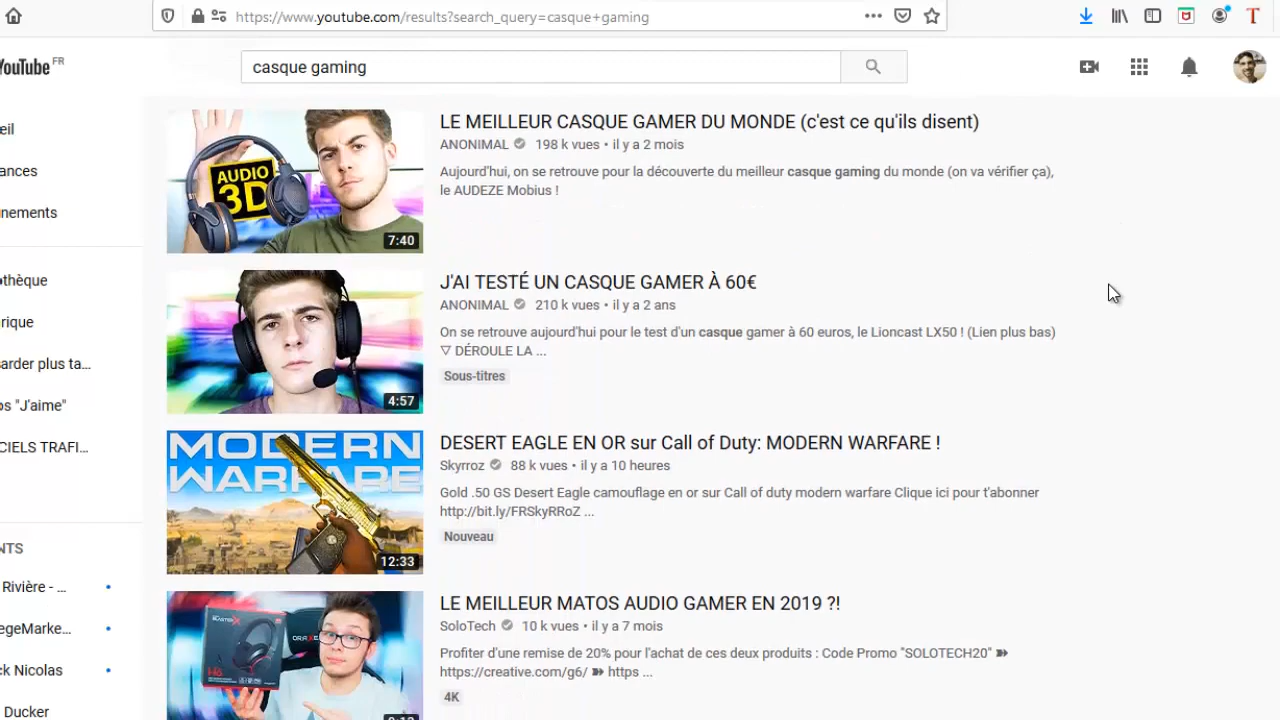 https://www.youtube.com/results?search_query=casque+gaming
YouTube FR
casque gaming
eil
ances
nements
thèque
rique
arder plus ta...
os "J'aime"
CIELS TRAFI...
NTS
Rivière - ...
egeMarke...
ck Nicolas
Ducker
AUDIO
3D
7:40
LE MEILLEUR CASQUE GAMER DU MONDE (c'est ce qu'ils disent)
ANONIMAL 198 k vues • il y a 2 mois
Aujourd'hui, on se retrouve pour la découverte du meilleur casque gaming du monde (on va vérifier ça),
le AUDEZE Mobius !
4:57
J'AI TESTÉ UN CASQUE GAMER À 60€
ANONIMAL 210 k vues • il y a 2 ans
On se retrouve aujourd'hui pour le test d'un casque gamer à 60 euros, le Lioncast LX50 ! (Lien plus bas)
▽ DÉROULE LA ...
Sous-titres
MODERN
WARFARE
12:33
DESERT EAGLE EN OR sur Call of Duty: MODERN WARFARE !
Skyrroz 88 k vues • il y a 10 heures
Gold .50 GS Desert Eagle camouflage en or sur Call of duty modern warfare Clique ici pour t'abonner
http://bit.ly/FRSkyRRoZ ...
Nouveau
LE MEILLEUR MATOS AUDIO GAMER EN 2019 ?!
SoloTech 10 k vues • il y a 7 mois
Profiter d'une remise de 20% pour l'achat de ces deux produits : Code Promo "SOLOTECH20" ➽
https://creative.com/g6/ ➽ https ...
4K